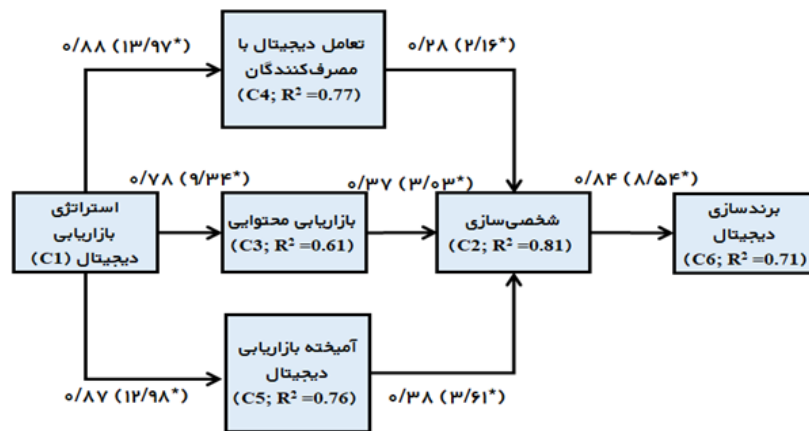 ۰/۸۸ (۱۳/۹۷*)
تعامل دیجیتال با
مصرف‌کنندگان
(C4; R² =0.77)
۰/۲۸ (۲/۱۶*)
۰/۷۸ (۹/۳۴*)
۰/۳۷ (۳/۰۳*)
۰/۸۴ (۸/۵۴*)
استراتژی
بازاریابی
دیجیتال (C1)
بازاریابی محتوایی
(C3; R² =0.61)
شخصی‌سازی
(C2; R² =0.81)
برندسازی
دیجیتال
(C6; R² =0.71)
آمیخته بازاریابی
دیجیتال
(C5; R² =0.76)
۰/۸۷ (۱۲/۹۸*)
۰/۳۸ (۳/۶۱*)